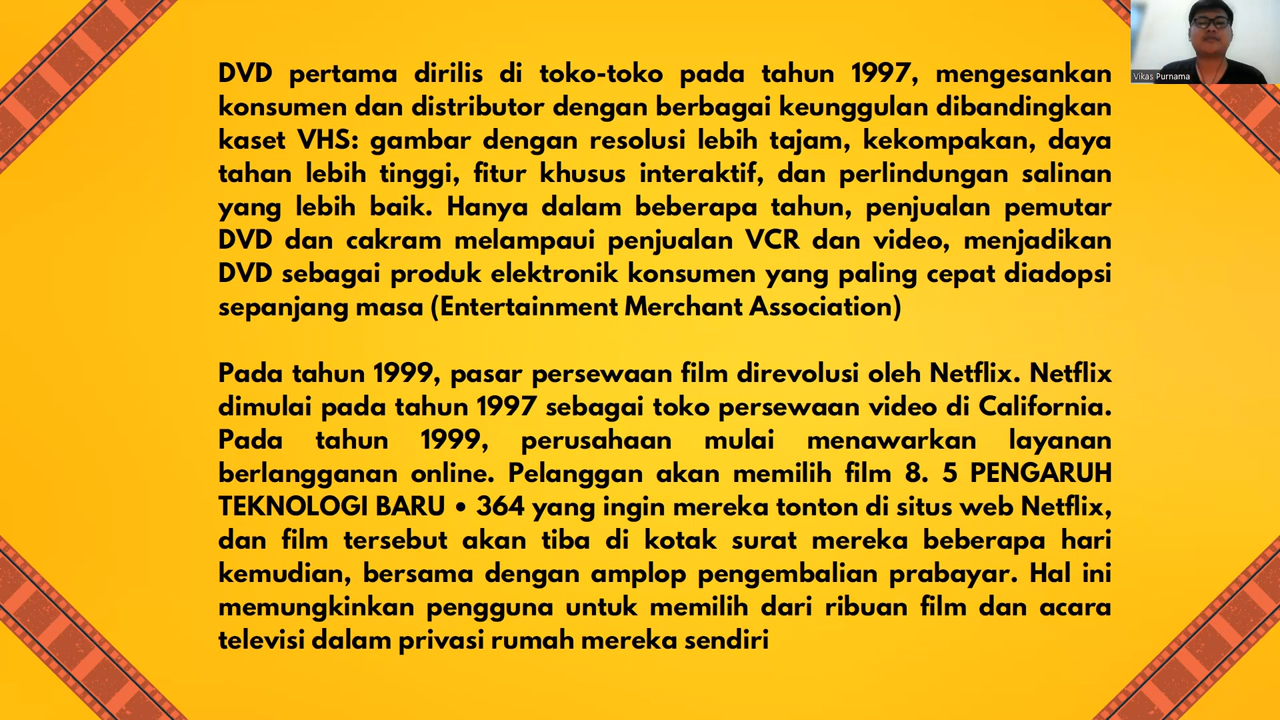 DVD pertama dirilis di toko-toko pada tahun 1997, mengesankan
konsumen dan distributor dengan berbagai keunggulan dibandingkan
kaset VHS: gambar dengan resolusi lebih tajam, kekompakan, daya
tahan lebih tinggi, fitur khusus interaktif, dan perlindungan salinan
yang lebih baik. Hanya dalam beberapa tahun, penjualan pemutar
DVD dan cakram melampaui penjualan VCR dan video, menjadikan
DVD sebagai produk elektronik konsumen yang paling cepat diadopsi
sepanjang masa (Entertainment Merchant Association)
Pada tahun 1999, pasar persewaan film direvolusi oleh Netflix. Netflix
dimulai pada tahun 1997 sebagai toko persewaan video di California.
Pada tahun 1999, perusahaan mulai menawarkan layanan
berlangganan online. Pelanggan akan memilih film 8. 5 PENGARUH
TEKNOLOGI BARU • 364 yang ingin mereka tonton di situs web Netflix,
dan film tersebut akan tiba di kotak surat mereka beberapa hari
kemudian, bersama dengan amplop pengembalian prabayar. Hal ini
memungkinkan pengguna untuk memilih dari ribuan film dan acara
televisi dalam privasi rumah mereka sendiri
Vikas Purnama